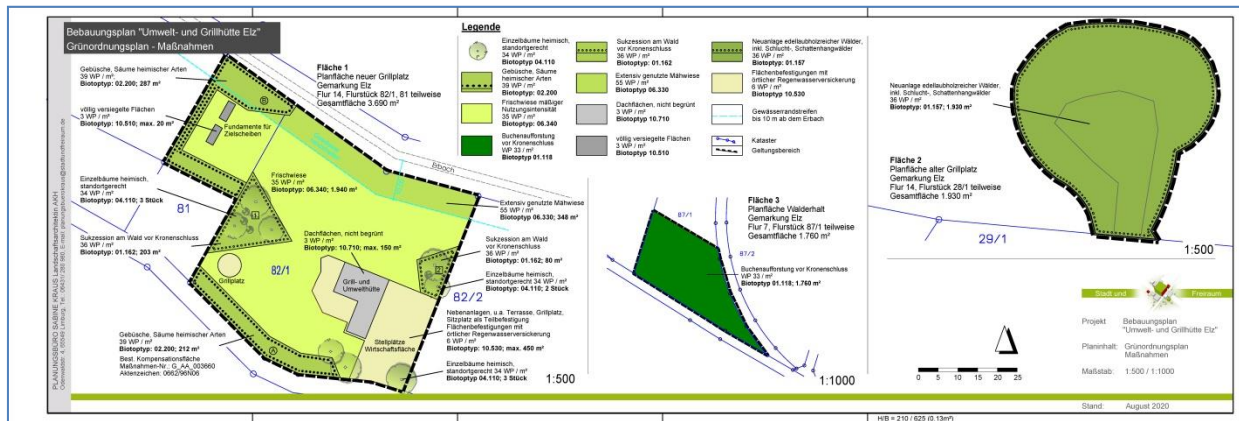 Bebauungsplan "Umwelt- und Grillhütte Elz"
Grünordnungsplan - Maßnahmen
Gebüsche, Säume heimischer Arten
39 WP / m²:
Biotoptyp: 02.200; 287 m²
völlig versiegelte Flächen
3 WP / m²
Biotoptyp: 10.510; max. 20 m²
Fundamente für
Zielscheiben
B
Einzelbäume heimisch,
standortgerecht
34 WP / m²
Biotoptyp: 04.110; 3 Stück
81
Sukzession am Wald vor Kronenschluss
36 WP / m²
Biotoptyp: 01.162; 203 m²
1
Fläche 1
Planfläche neuer Grillplatz
Gemarkung Elz
Flur 14, Flurstück 82/1, 81 teilweise
Gesamtfläche 3.690 m²
Frischwiese
35 WP / m²
Biotoptyp: 06.340; 1.940 m²
Erbach
Extensiv genutzte Mähwiese
55 WP / m²
Biotoptyp: 06.330; 348 m²
Dachflächen, nicht begrünt
3 WP / m²
Biotoptyp: 10.710; max. 150 m²
Sukzession am Wald
vor Kronenschluss
36 WP / m²
Biotoptyp: 01.162; 80 m²
2
Grillplatz
82/1
Grill- und
Umwelthütte
82/2
Einzelbäume heimisch,
standortgerecht 34 WP / m²
Biotoptyp: 04.110; 2 Stück
Nebenanlagen, u.a. Terrasse, Grillplatz,
Sitzplatz als Teilbefestigung
Flächenbefestigungen mit
örtlicher Regenwasserversickerung
6 WP / m²
Biotoptyp: 10.530; max. 450 m²
Stellplätze
Wirtschaftsfläche
Gebüsche, Säume heimischer Arten
39 WP / m²
Biotoptyp: 02.200; 212 m²
Best. Kompensationsfläche
Maßnahmen-Nr.: G_AA_003660
Aktenzeichen: 0662/96N06
A
Einzelbäume heimisch,
standortgerecht 34 WP / m²
Biotoptyp 04.110; 3 Stück
1:500
Legende
Einzelbäume heimisch,
standortgerecht
34 WP / m²
Biotoptyp 04.110
Gebüsche, Säume
heimischer Arten
39 WP / m²
Biotoptyp: 02.200
Frischwiese mäßiger
Nutzungsintensität
35 WP / m²
Biotoptyp: 06.340
Buchenaufforstung
vor Kronenschluss
WP 33 / m²
Biotoptyp 01.118
Sukzession am Wald
vor Kronenschluss
36 WP / m²
Biotoptyp: 01.162
Extensiv genutzte Mähwiese
55 WP / m²
Biotoptyp: 06.330
Dachflächen, nicht begrünt
3 WP / m²
Biotoptyp: 10.710
völlig versiegelte Flächen
3 WP / m²
Biotoptyp: 10.510
Neuanlage edellaubholzreicher Wälder,
inkl. Schlucht-, Schattenhangwälder
36 WP / m²
Biotoptyp: 01.157
Flächenbefestigungen mit
örtlicher Regenwasserversickerung
6 WP / m²
Biotoptyp: 10.530
Gewässerrandstreifen
bis 10 m ab dem Erbach
Kataster
Geltungsbereich
87/1
87/2
Fläche 3
Planfläche Walderhalt
Gemarkung Elz
Flur 7, Flurstück 87/1 teilweise
Gesamtfläche 1.760 m²
Buchenaufforstung vor Kronenschluss
WP 33 / m²
Biotoptyp 01.118; 1.760 m²
1:1000
Neuanlage edellaubholzreicher Wälder,
inkl. Schlucht-, Schattenhangwälder
36 WP / m²
Biotoptyp: 01.157; 1.930 m²
Fläche 2
Planfläche alter Grillplatz
Gemarkung Elz
Flur 14, Flurstück 28/1 teilweise
Gesamtfläche 1.930 m²
29/1
1:500
0 5 10 15 20 25
Stadt und Freiraum
Projekt Bebauungsplan
"Umwelt- und Grillhütte Elz"
Planinhalt: Grünordnungsplan
Maßnahmen
Maßstab: 1:500 / 1:1000
Stand: August 2020
H/B = 210 / 625 (0.13m²)
PLANUNGSBÜRO SABINE KRAUS Landschaftsarchitektin AKH